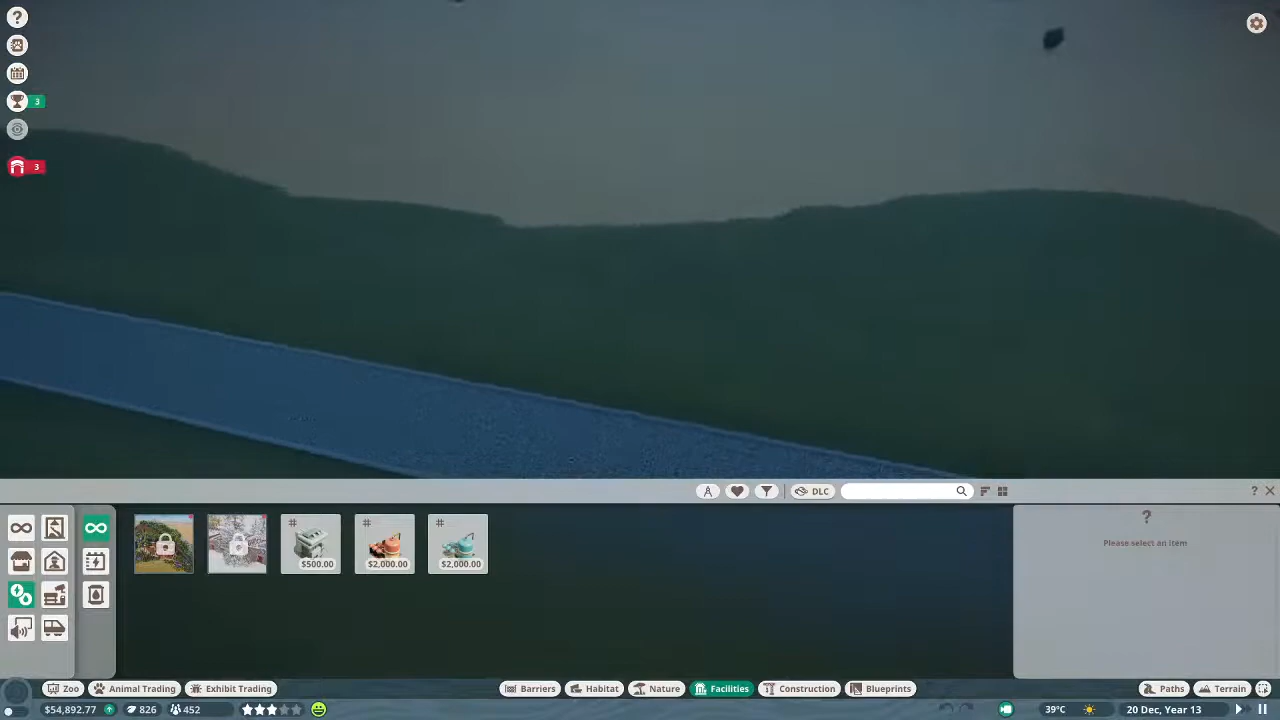 ?
3
3
DLC
?
?
Please select an item
$500.00
$2,000.00
$2,000.00
Zoo
Animal Trading
Exhibit Trading
Barriers
Habitat
Nature
Facilities
Construction
Blueprints
Paths
Terrain
$54,892.77
826
452
39°C
20 Dec, Year 13